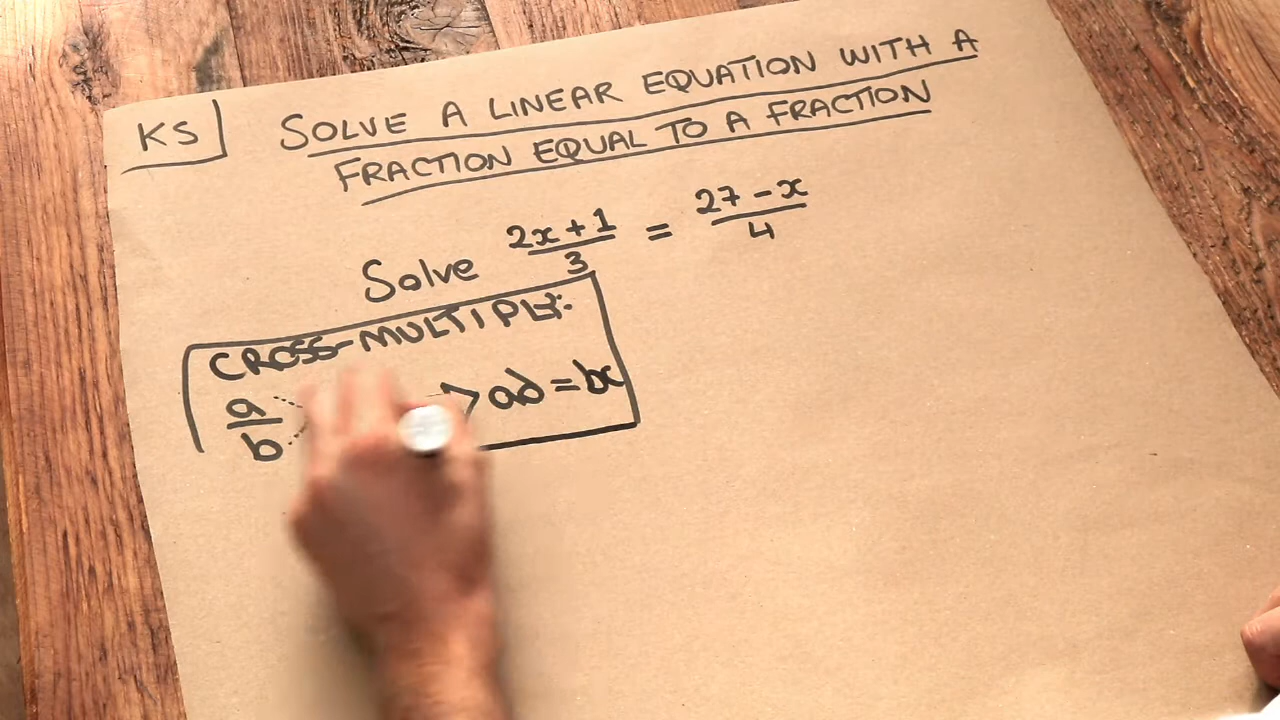 KS
SOLVE A LINEAR EQUATION WITH A
FRACTION EQUAL TO A FRACTION
Solve (2x + 1)/3 = (27 - x)/4
CROSS-MULTIPLY:
a/b => ad = bc